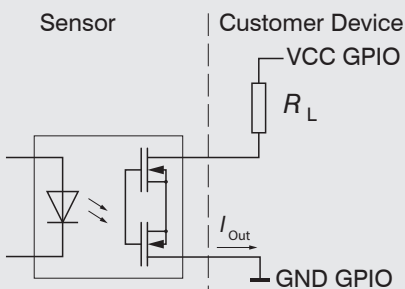 Sensor
Customer Device
VCC GPIO
R L
I Out
GND GPIO